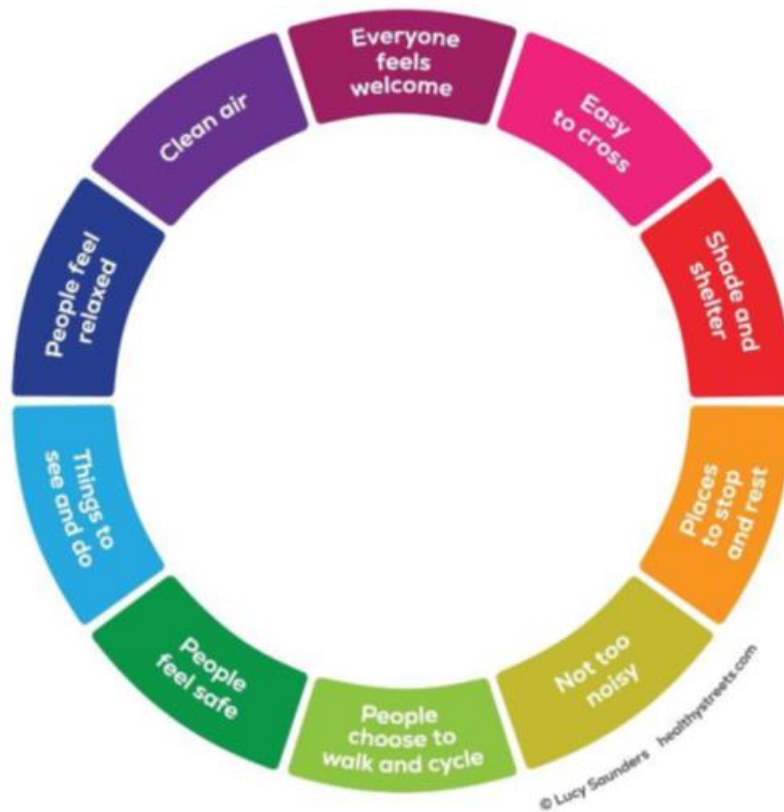 Everyone
feels
welcome
Easy
to cross
Shade and
shelter
Places
to stop
and rest
Not too
noisy
People
choose to
walk and cycle
People
feel safe
Things to
see and do
People feel
relaxed
Clean air
© Lucy Saunders healthystreets.com